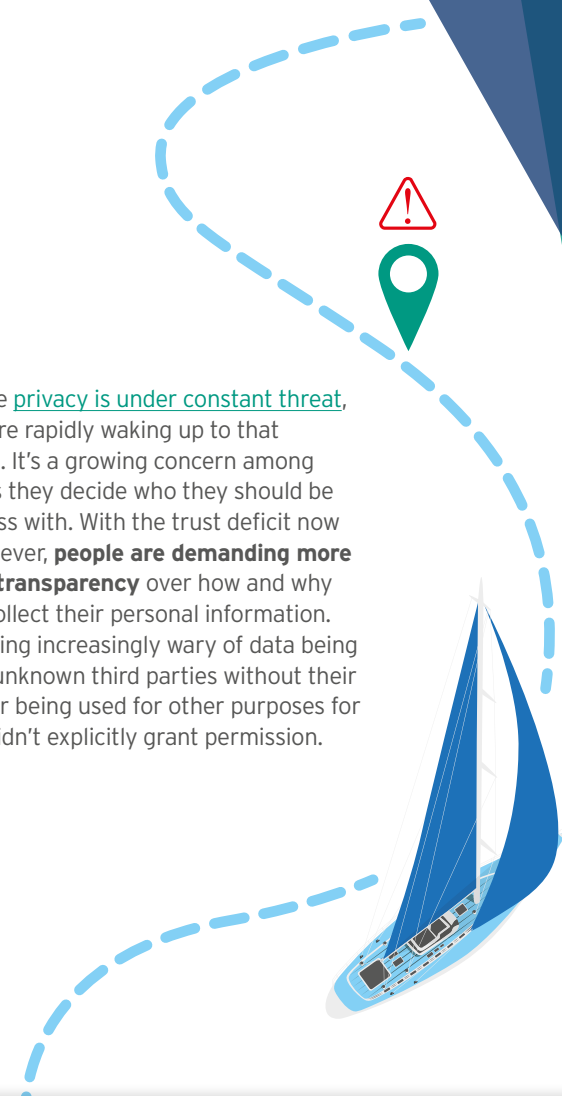 e privacy is under constant threat,
re rapidly waking up to that
. It's a growing concern among
s they decide who they should be
ss with. With the trust deficit now
ever, people are demanding more
transparency over how and why
ollect their personal information.
ing increasingly wary of data being
unknown third parties without their
r being used for other purposes for
idn't explicitly grant permission.